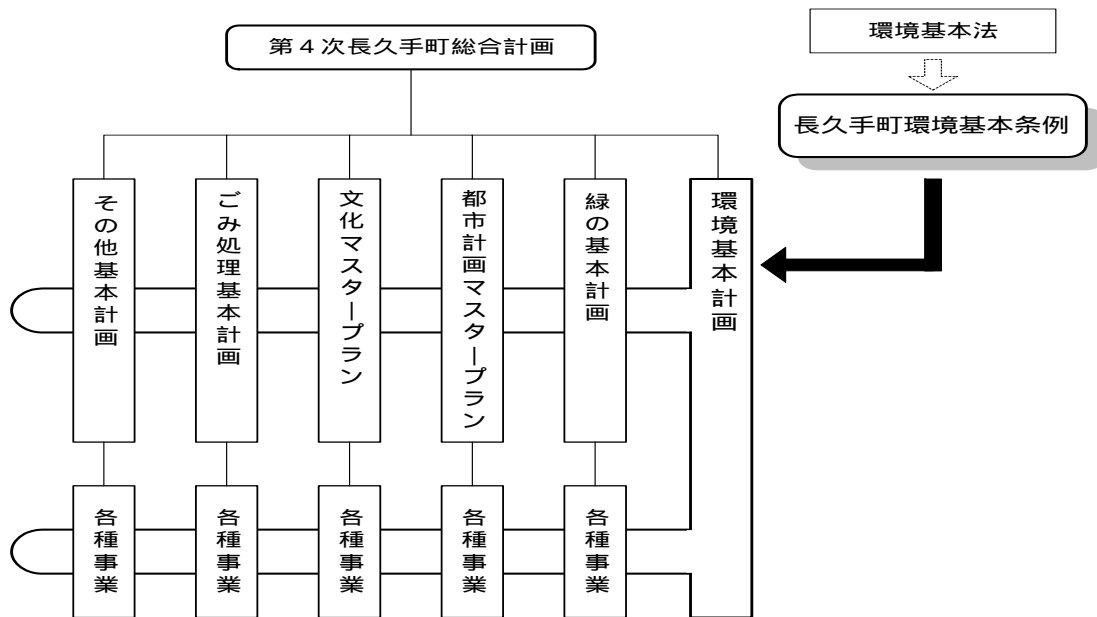 第４次長久手町総合計画
環境基本法
長久手町環境基本条例
その他基本計画
ごみ処理基本計画
文化マスタープラン
都市計画マスタープラン
緑の基本計画
環境基本計画
各種事業
各種事業
各種事業
各種事業
各種事業